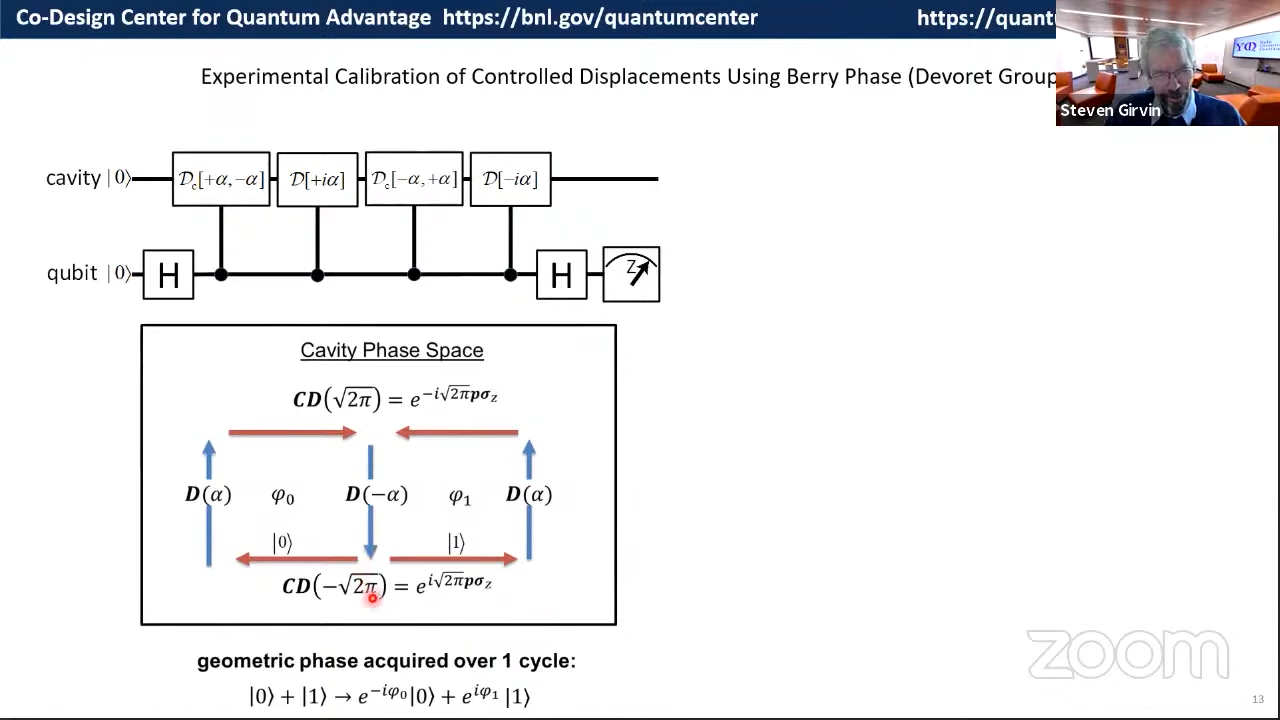 Co-Design Center for Quantum Advantage https://bnl.gov/quantumcenter https://quant
Experimental Calibration of Controlled Displacements Using Berry Phase (Devoret Group
Steven Girvin
cavity |0⟩ 𝒟c[+α,−α] 𝒟[+iα] 𝒟c[−α,+α] 𝒟[−iα]
qubit |0⟩ H H Z
Cavity Phase Space
CD(√2π) = e^{−i√2π pσ_z}
D(α) φ₀ D(−α) φ₁ D(α)
|0⟩ |1⟩
CD(−√2π) = e^{i√2π pσ_z}
geometric phase acquired over 1 cycle:
|0⟩ + |1⟩ → e^{−iφ₀}|0⟩ + e^{iφ₁} |1⟩
zoom
13